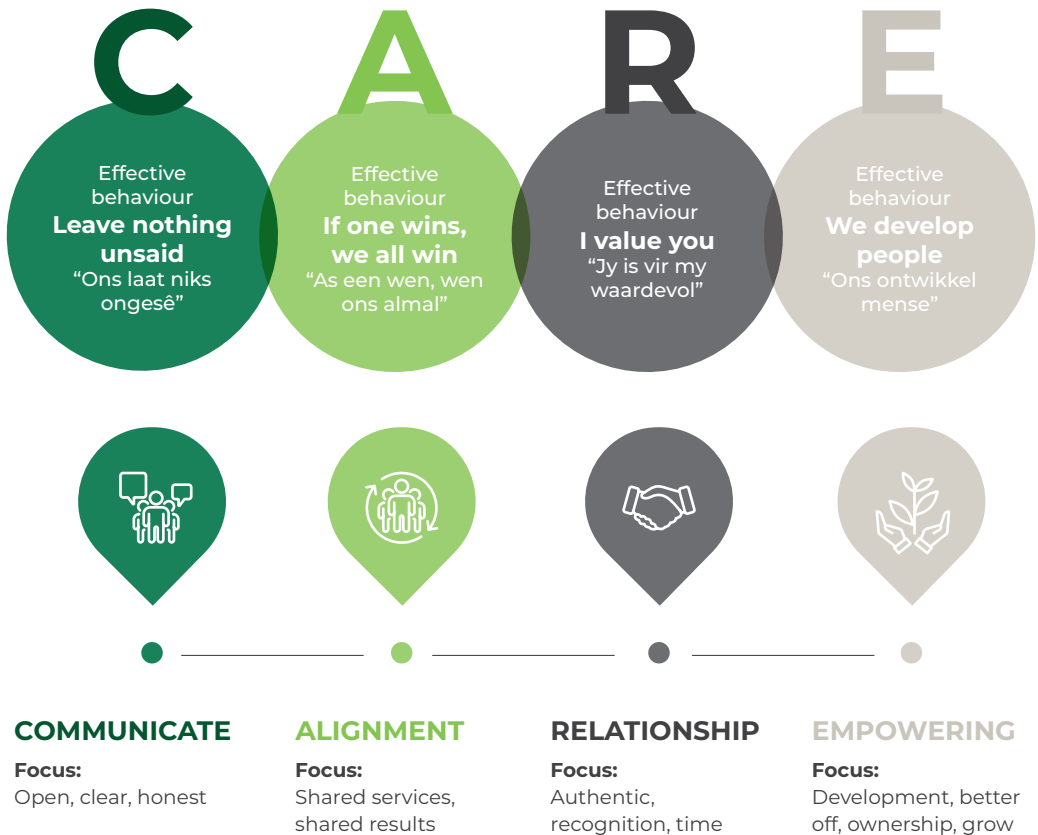 C A R E
Effective
behaviour
Leave nothing
unsaid
“Ons laat niks
ongesê”
Effective
behaviour
If one wins,
we all win
“As een wen, wen
ons almal”
Effective
behaviour
I value you
“Jy is vir my
waardevol”
Effective
behaviour
We develop
people
“Ons ontwikkel
mense”
COMMUNICATE
Focus:
Open, clear, honest
ALIGNMENT
Focus:
Shared services,
shared results
RELATIONSHIP
Focus:
Authentic,
recognition, time
EMPOWERING
Focus:
Development, better
off, ownership, grow